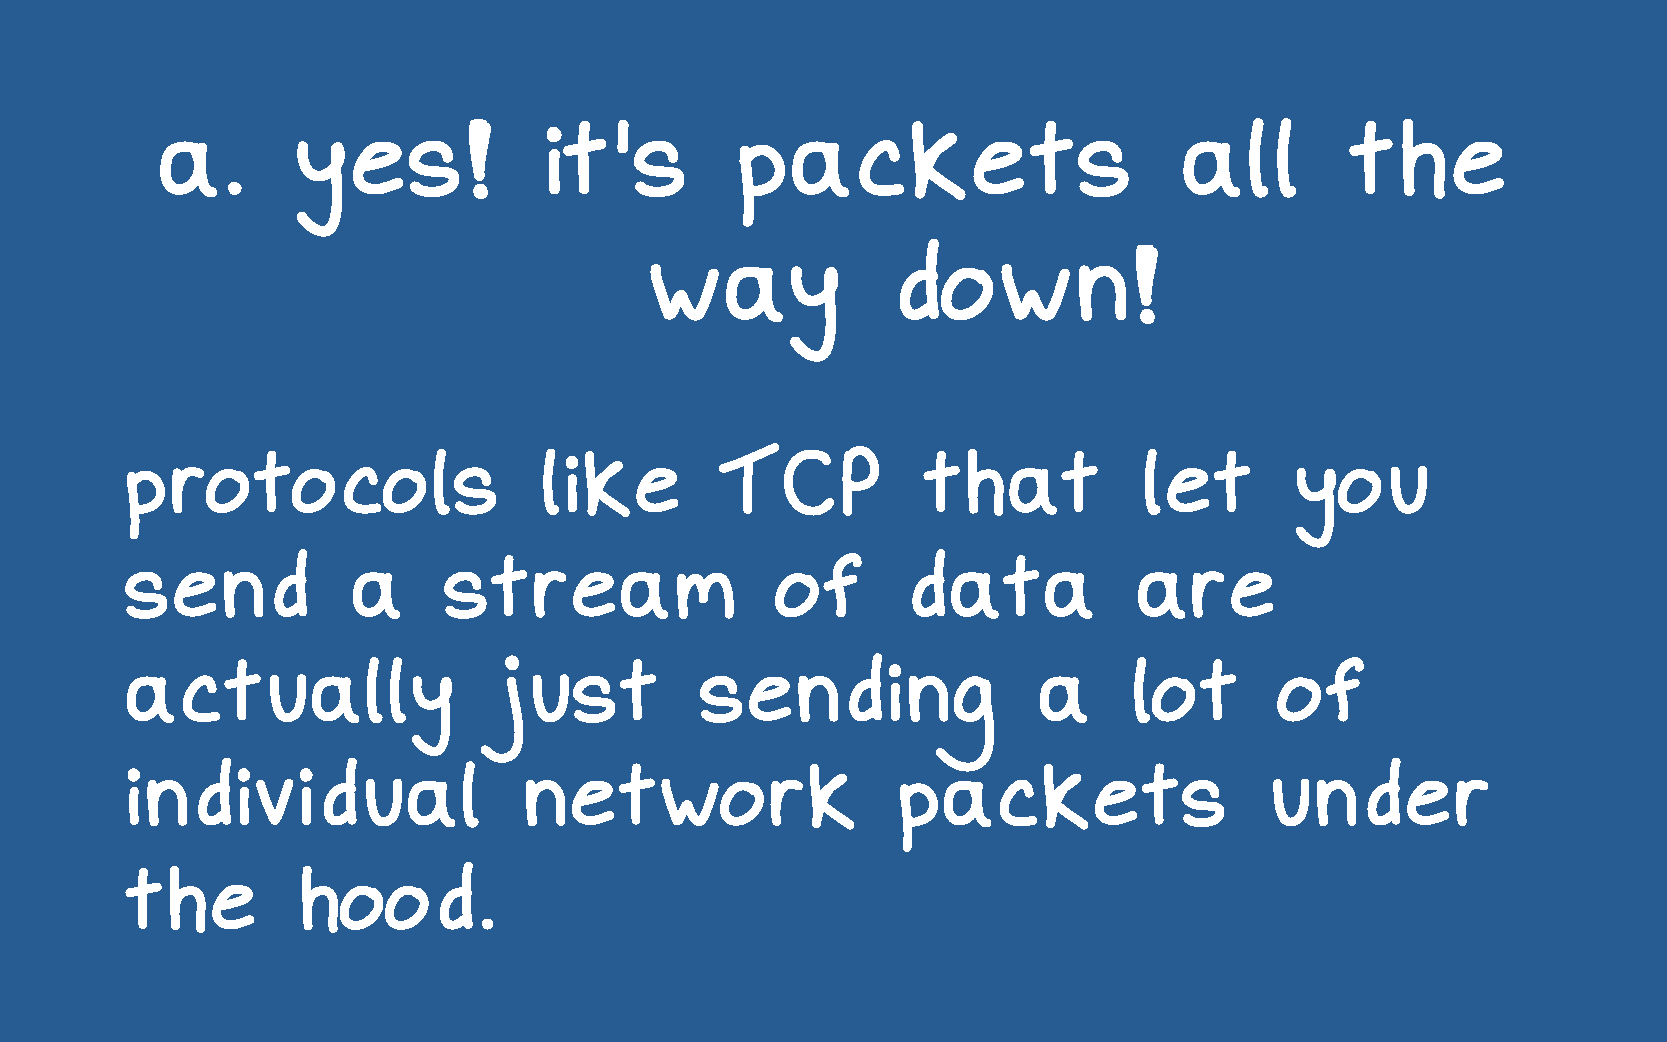 a. yes! it's packets all the
way down!
protocols like TCP that let you
send a stream of data are
actually just sending a lot of
individual network packets under
the hood.